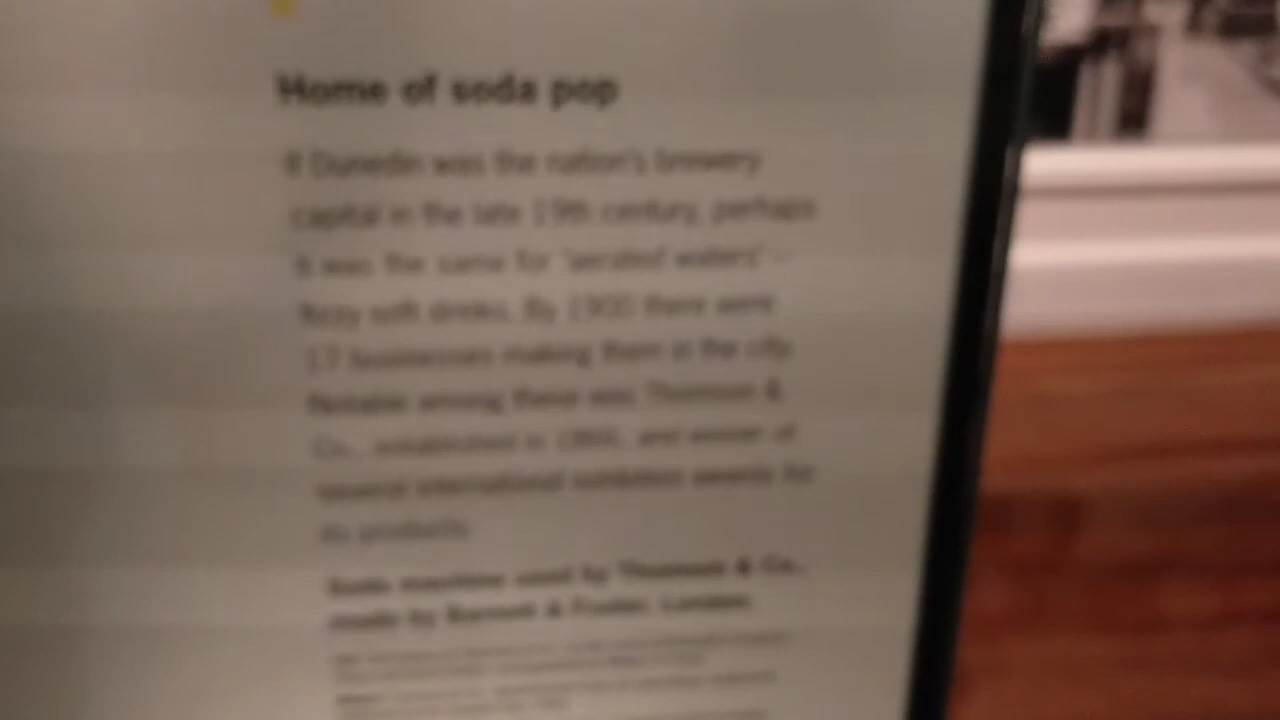 Home of soda pop
If Dunedin was the nation's brewery
capital in the late 19th century, perhaps
it was the same for 'aerated waters' –
fizzy soft drinks. By 1900 there were
17 businesses making them in the city.
Notable among these was Thomson &
Co., established in and winner of
several international exhibition awards for
its products.
Soda machine used by Thomson & Co.,
made by Barnett & Foster, London.